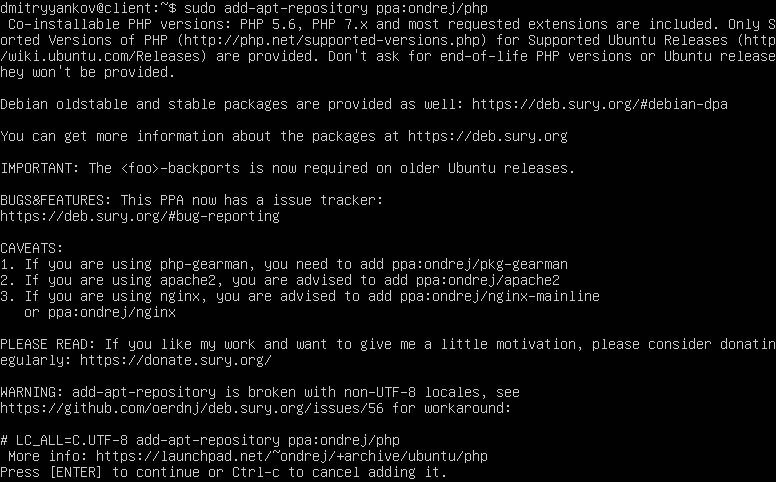 dmitryyankov@client:~$ sudo add-apt-repository ppa:ondrej/php
 Co-installable PHP versions: PHP 5.6, PHP 7.x and most requested extensions are included. Only S
orted Versions of PHP (http://php.net/supported-versions.php) for Supported Ubuntu Releases (http
/wiki.ubuntu.com/Releases) are provided. Don't ask for end-of-life PHP versions or Ubuntu release
hey won't be provided.

Debian oldstable and stable packages are provided as well: https://deb.sury.org/#debian-dpa

You can get more information about the packages at https://deb.sury.org

IMPORTANT: The <foo>-backports is now required on older Ubuntu releases.

BUGS&FEATURES: This PPA now has a issue tracker:
https://deb.sury.org/#bug-reporting

CAVEATS:
1. If you are using php-gearman, you need to add ppa:ondrej/pkg-gearman
2. If you are using apache2, you are advised to add ppa:ondrej/apache2
3. If you are using nginx, you are advised to add ppa:ondrej/nginx-mainline
   or ppa:ondrej/nginx

PLEASE READ: If you like my work and want to give me a little motivation, please consider donatin
egularly: https://donate.sury.org/

WARNING: add-apt-repository is broken with non-UTF-8 locales, see
https://github.com/oerdnj/deb.sury.org/issues/56 for workaround:

# LC_ALL=C.UTF-8 add-apt-repository ppa:ondrej/php
 More info: https://launchpad.net/~ondrej/+archive/ubuntu/php
Press [ENTER] to continue or Ctrl-c to cancel adding it.